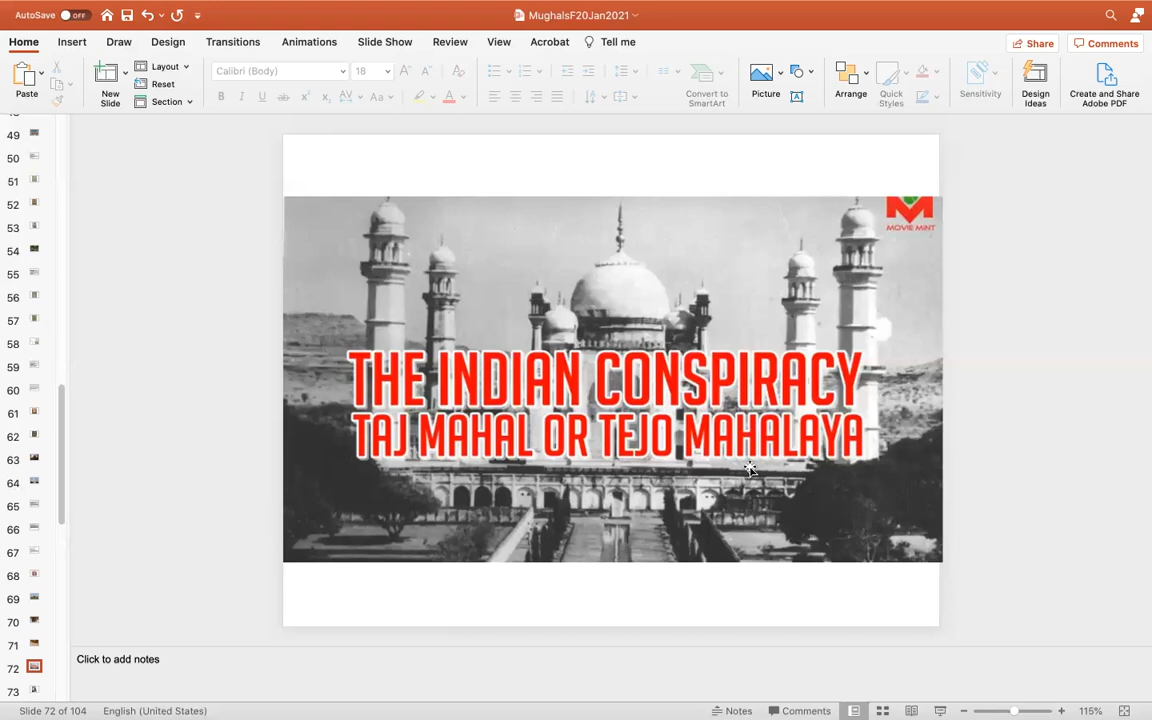 AutoSave OFF
MughalsF20Jan2021
Home Insert Draw Design Transitions Animations Slide Show Review View Acrobat Tell me
Share Comments
Paste
New Slide
Layout
Reset
Section
Calibri (Body) 18
Convert to SmartArt
Picture
Arrange
Quick Styles
Sensitivity
Design Ideas
Create and Share Adobe PDF
49
50
51
52
53
54
55
56
57
58
59
60
61
62
63
64
65
66
67
68
69
70
71
72
73
MOVIE MINT
THE INDIAN CONSPIRACY
TAJ MAHAL OR TEJO MAHALAYA
Click to add notes
Slide 72 of 104 English (United States) Notes Comments 115%